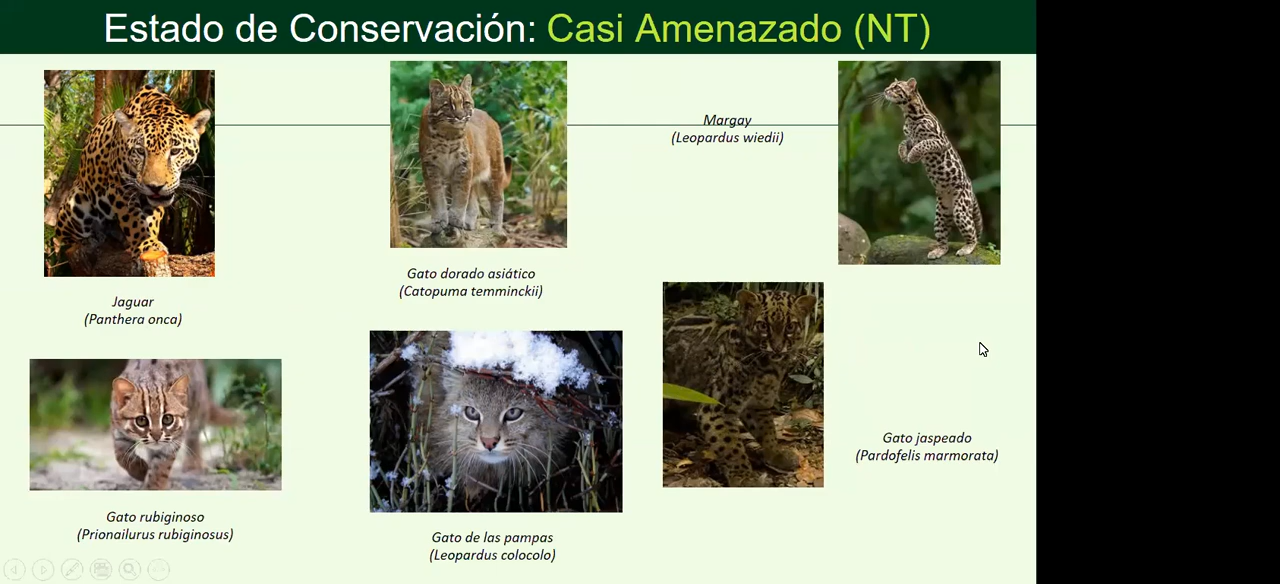 Estado de Conservación: Casi Amenazado (NT)
Margay
(Leopardus wiedii)
Gato dorado asiático
(Catopuma temminckii)
Jaguar
(Panthera onca)
Gato jaspeado
(Pardofelis marmorata)
Gato rubiginoso
(Prionailurus rubiginosus)
Gato de las pampas
(Leopardus colocolo)